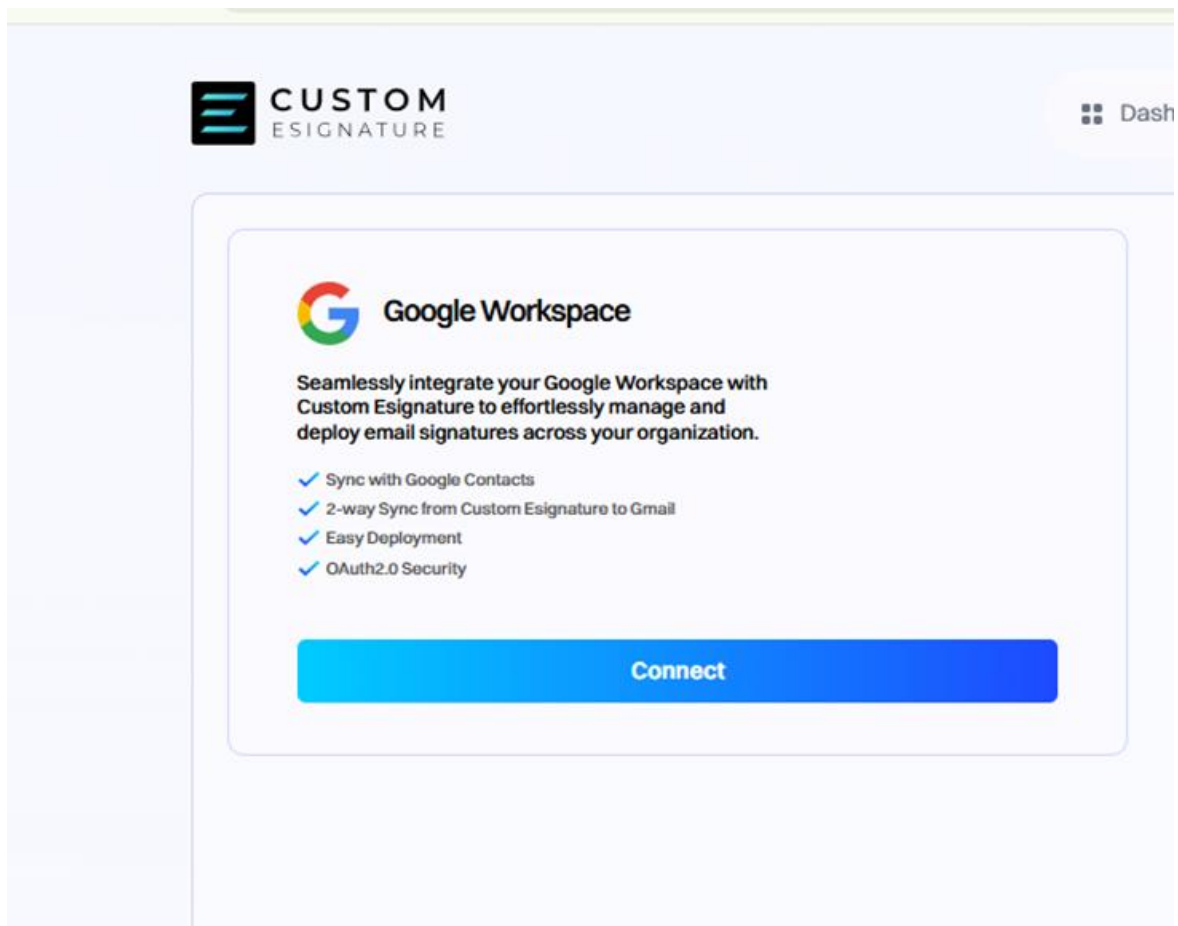 CUSTOM
ESIGNATURE
Dash
Google Workspace
Seamlessly integrate your Google Workspace with
Custom Esignature to effortlessly manage and
deploy email signatures across your organization.
Sync with Google Contacts
2-way Sync from Custom Esignature to Gmail
Easy Deployment
OAuth2.0 Security
Connect